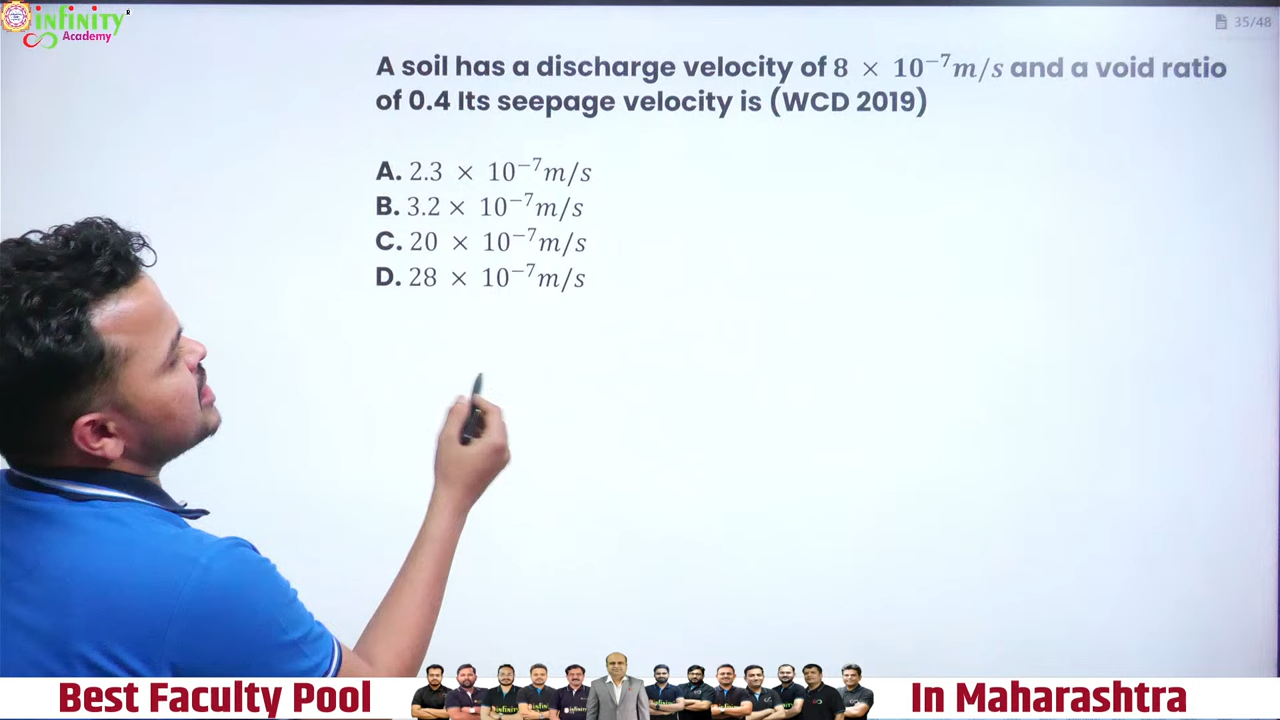 infinity
Academy
35/48
A soil has a discharge velocity of 8 × 10⁻⁷m/s and a void ratio
of 0.4 Its seepage velocity is (WCD 2019)
A. 2.3 × 10⁻⁷m/s
B. 3.2 × 10⁻⁷m/s
C. 20 × 10⁻⁷m/s
D. 28 × 10⁻⁷m/s
Best Faculty Pool
In Maharashtra